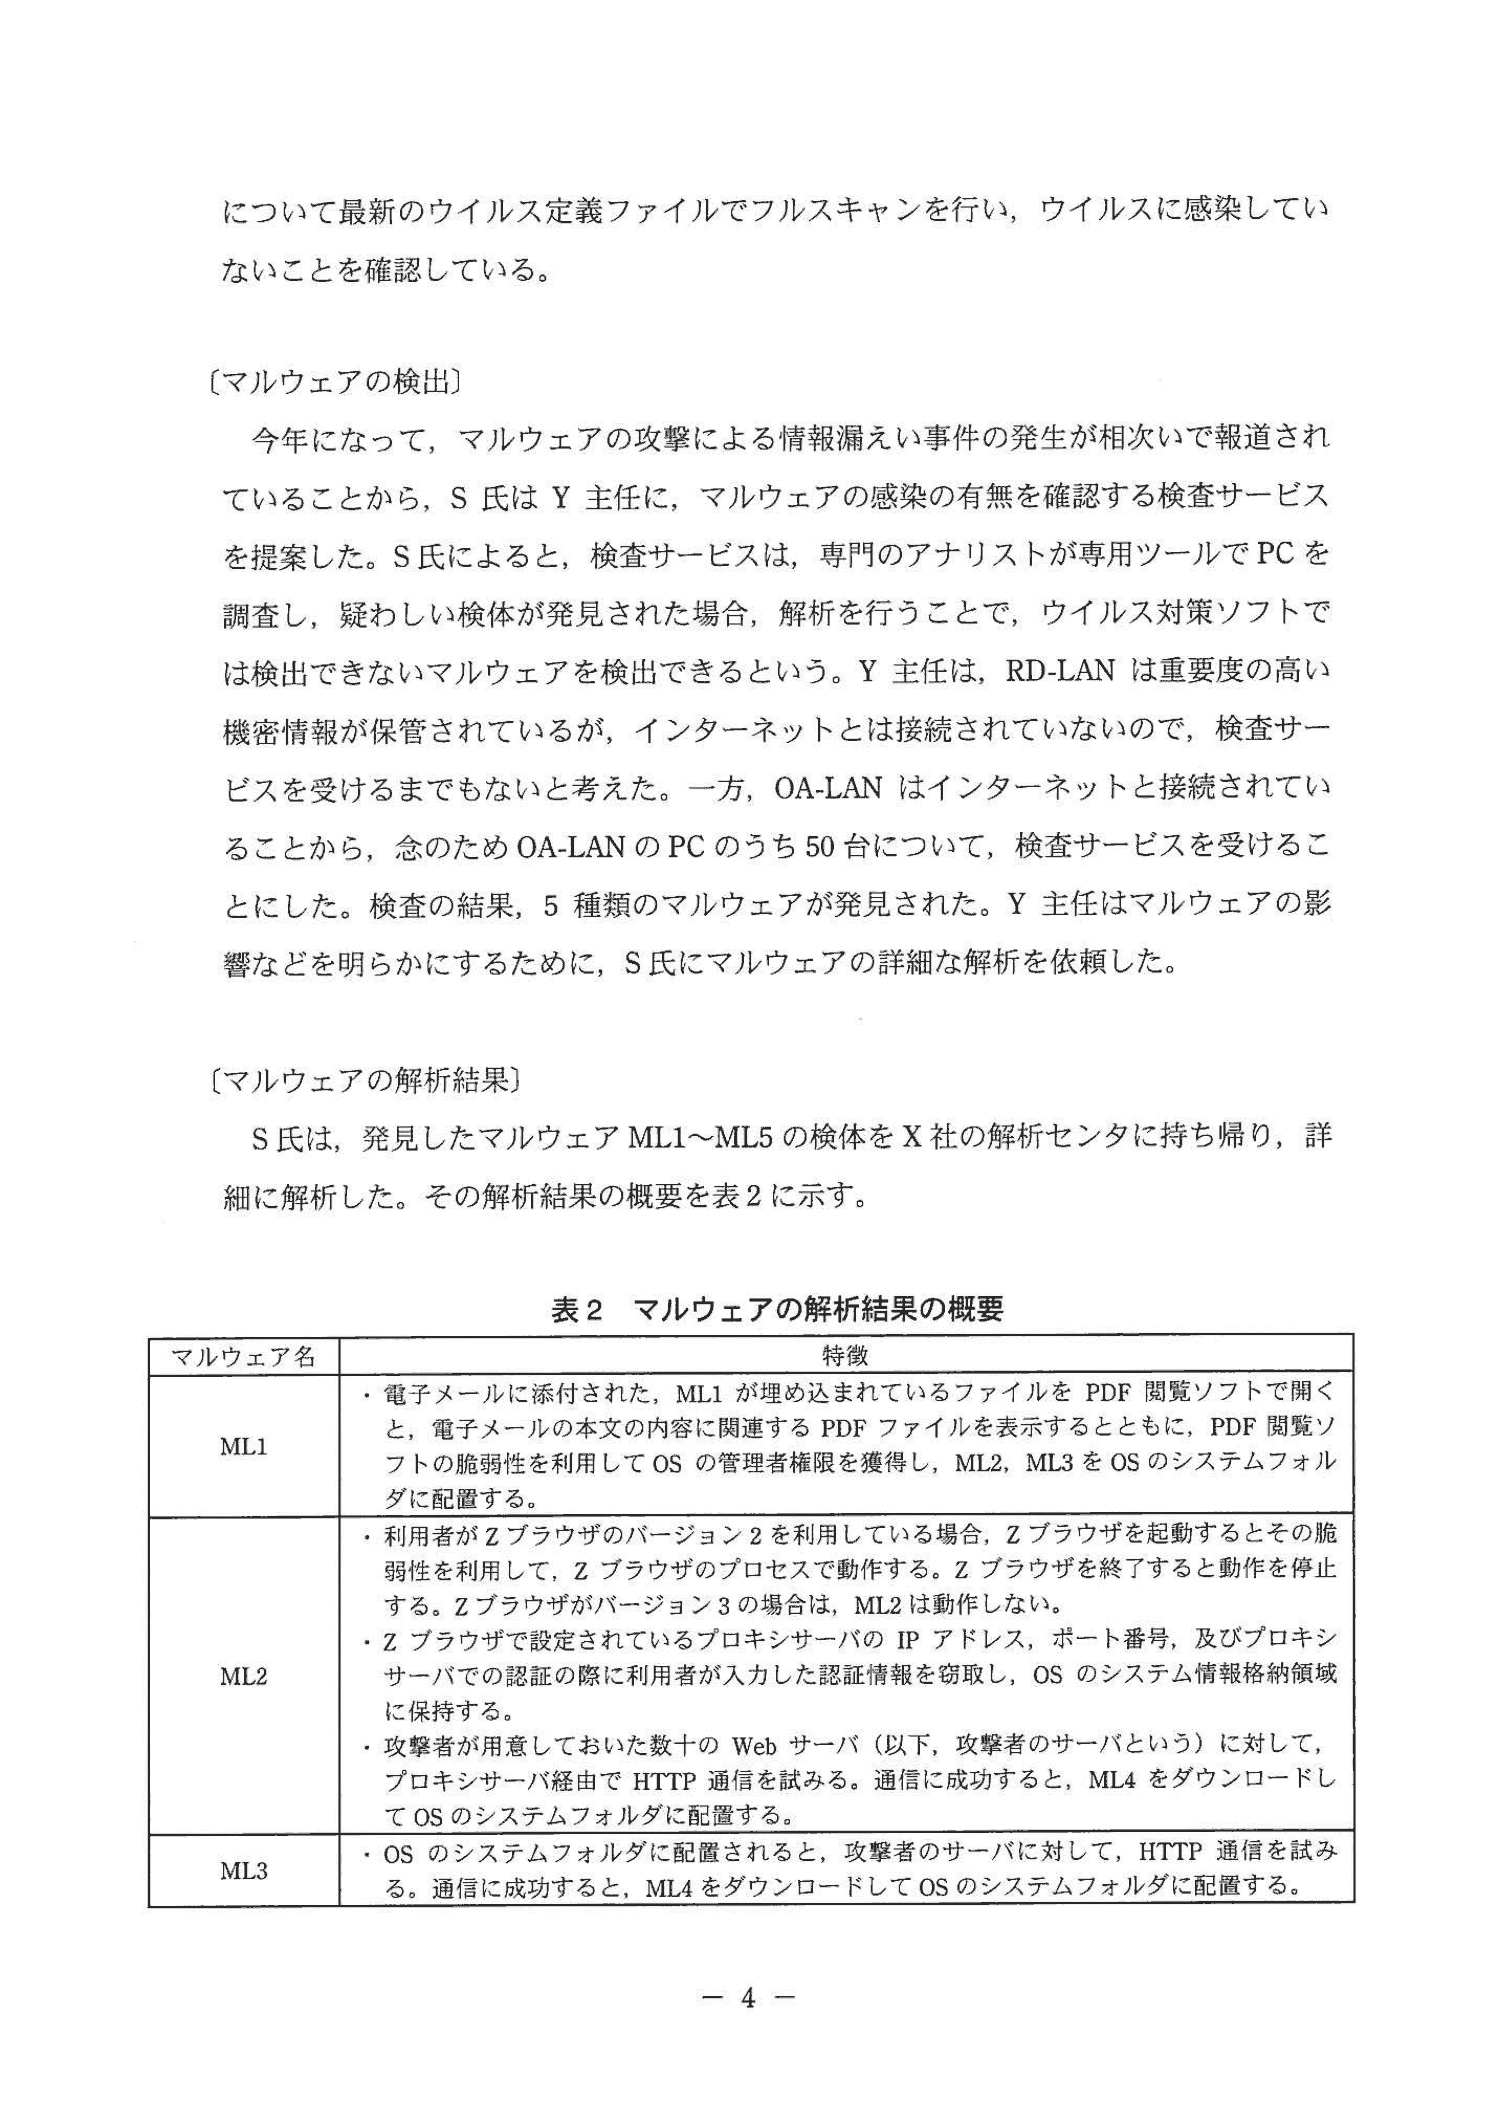 について最新のウイルス定義ファイルでフルスキャンを行い，ウイルスに感染してい
ないことを確認している。
〔マルウェアの検出〕
今年になって，マルウェアの攻撃による情報漏えい事件の発生が相次いで報道され
ていることから，S 氏は Y 主任に，マルウェアの感染の有無を確認する検査サービス
を提案した。S 氏によると，検査サービスは，専門のアナリストが専用ツールで PC を
調査し，疑わしい検体が発見された場合，解析を行うことで，ウイルス対策ソフトで
は検出できないマルウェアを検出できるという。Y 主任は，RD-LAN は重要度の高い
機密情報が保管されているが，インターネットとは接続されていないので，検査サー
ビスを受けるまでもないと考えた。一方，OA-LAN はインターネットと接続されてい
ることから，念のため OA-LAN の PC のうち 50 台について，検査サービスを受けるこ
とにした。検査の結果，5 種類のマルウェアが発見された。Y 主任はマルウェアの影
響などを明らかにするために，S 氏にマルウェアの詳細な解析を依頼した。
〔マルウェアの解析結果〕
S 氏は，発見したマルウェア ML1～ML5 の検体を X 社の解析センタに持ち帰り，詳
細に解析した。その解析結果の概要を表 2 に示す。
表 2　マルウェアの解析結果の概要
マルウェア名　特徴
ML1
・電子メールに添付された，ML1 が埋め込まれているファイルを PDF 閲覧ソフトで開く
と，電子メールの本文の内容に関連する PDF ファイルを表示するとともに，PDF 閲覧ソ
フトの脆弱性を利用して OS の管理者権限を獲得し，ML2，ML3 を OS のシステムフォル
ダに配置する。
ML2
・利用者が Z ブラウザのバージョン 2 を利用している場合，Z ブラウザを起動するとその脆
弱性を利用して，Z ブラウザのプロセスで動作する。Z ブラウザを終了すると動作を停止
する。Z ブラウザがバージョン 3 の場合は，ML2 は動作しない。
・Z ブラウザで設定されているプロキシサーバの IP アドレス，ポート番号，及びプロキシ
サーバでの認証の際に利用者が入力した認証情報を窃取し，OS のシステム情報格納領域
に保持する。
・攻撃者が用意しておいた数十の Web サーバ（以下，攻撃者のサーバという）に対して，
プロキシサーバ経由で HTTP 通信を試みる。通信に成功すると，ML4 をダウンロードし
て OS のシステムフォルダに配置する。
ML3
・OS のシステムフォルダに配置されると，攻撃者のサーバに対して，HTTP 通信を試み
る。通信に成功すると，ML4 をダウンロードして OS のシステムフォルダに配置する。
－ 4 －